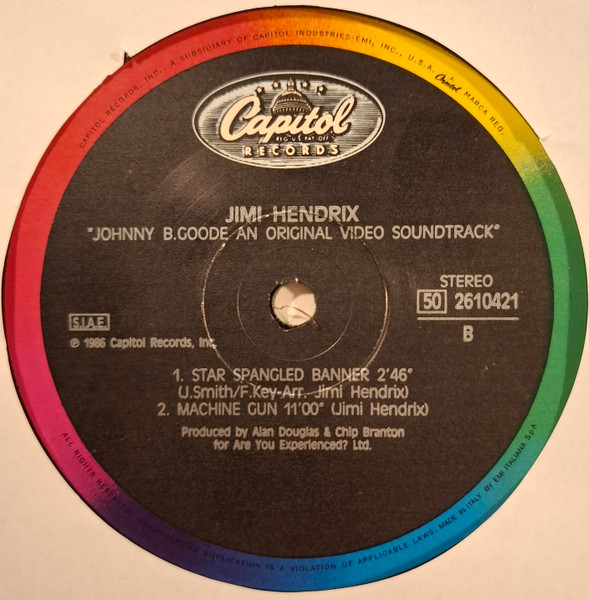 CAPITOL RECORDS, INC., A SUBSIDIARY OF CAPITOL INDUSTRIES-EMI, INC., U.S.A. Capitol MARCA REG.
Capitol
REG. U.S. PAT. OFF.
RECORDS
JIMI HENDRIX
"JOHNNY B.GOODE AN ORIGINAL VIDEO SOUNDTRACK"
STEREO
50 2610421
B
S.I.A.E.
℗ 1986 Capitol Records, Inc.
1. STAR SPANGLED BANNER 2'46"
(J.Smith/F.Key-Arr. Jimi Hendrix)
2. MACHINE GUN 11'00" (Jimi Hendrix)
Produced by Alan Douglas & Chip Branton
for Are You Experienced? Ltd.
ALL RIGHTS RESERVED. UNAUTHORIZED DUPLICATION IS A VIOLATION OF APPLICABLE LAWS. MADE IN ITALY BY EMI ITALIANA SpA